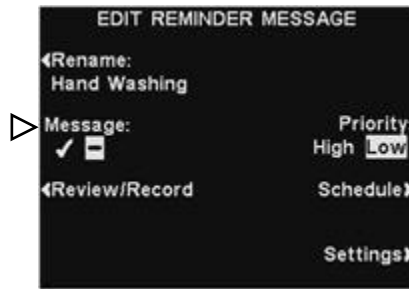 EDIT REMINDER MESSAGE
Rename:
Hand Washing
Message:
Priority
High Low
Review/Record
Schedule
Settings